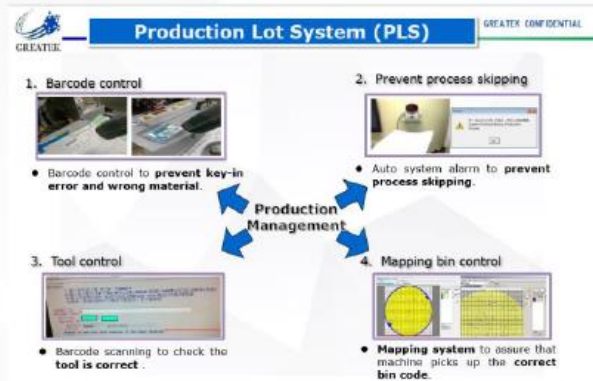 GREATEK
Production Lot System (PLS)
GREATEK CONFIDENTIAL
1. Barcode control
● Barcode control to prevent key-in
error and wrong material.
2. Prevent process skipping
● Auto system alarm to prevent
process skipping.
Production
Management
3. Tool control
● Barcode scanning to check the
tool is correct .
4. Mapping bin control
● Mapping system to assure that
machine picks up the correct
bin code.